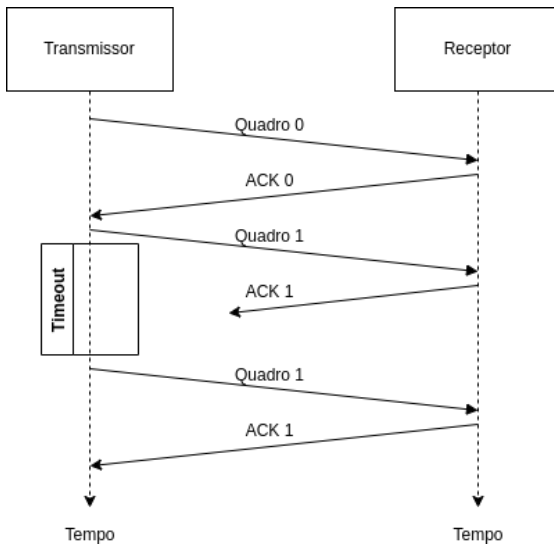 Transmissor
Receptor
Quadro 0
ACK 0
Quadro 1
ACK 1
Timeout
Quadro 1
ACK 1
Tempo
Tempo